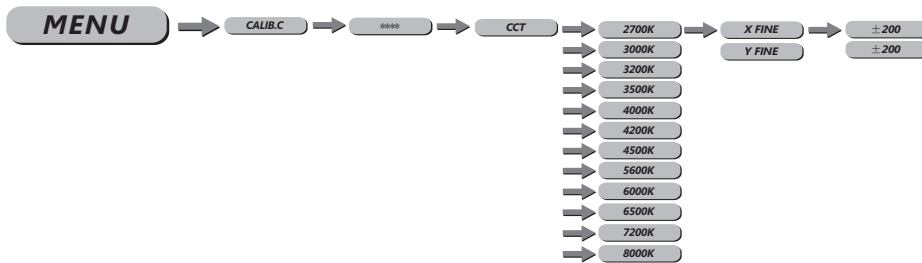 MENU CALIB.C **** CCT 2700K X FINE ±200
3000K Y FINE ±200
3200K
3500K
4000K
4200K
4500K
5600K
6000K
6500K
7200K
8000K